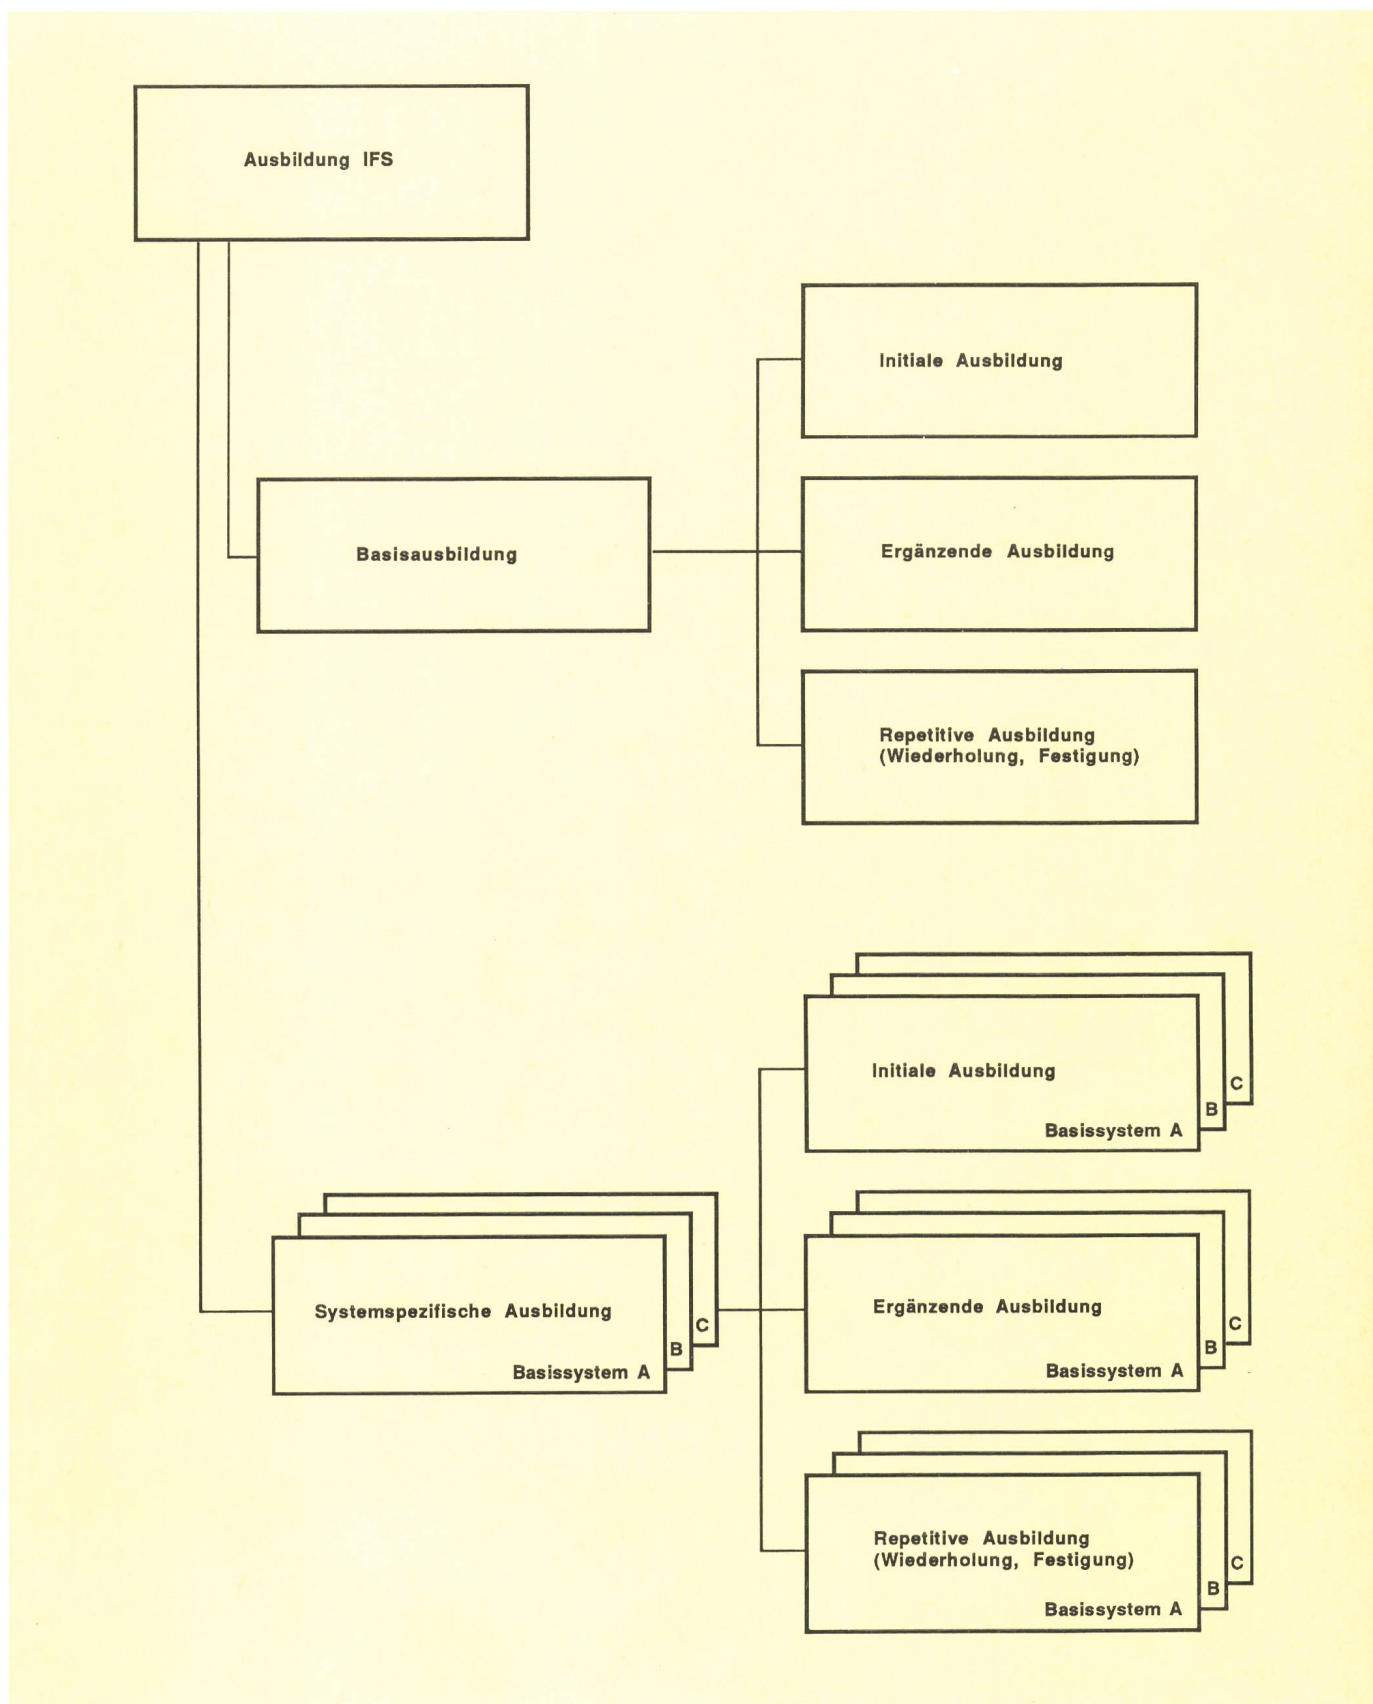 Ausbildung IFS
Initiale Ausbildung
Basisausbildung
Ergänzende Ausbildung
Repetitive Ausbildung
(Wiederholung, Festigung)
Initiale Ausbildung
C
B
Basissystem A
Systemspezifische Ausbildung
C
B
Basissystem A
Ergänzende Ausbildung
C
B
Basissystem A
Repetitive Ausbildung
(Wiederholung, Festigung)
C
B
Basissystem A